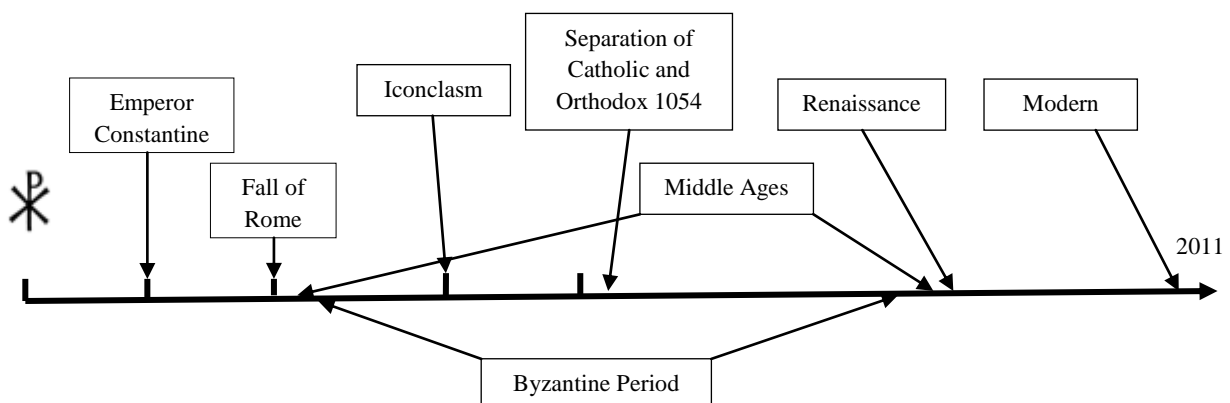 Separation of
Catholic and
Orthodox 1054
Iconclasm
Emperor
Constantine
Renaissance
Modern
Fall of
Rome
Middle Ages
2011
Byzantine Period